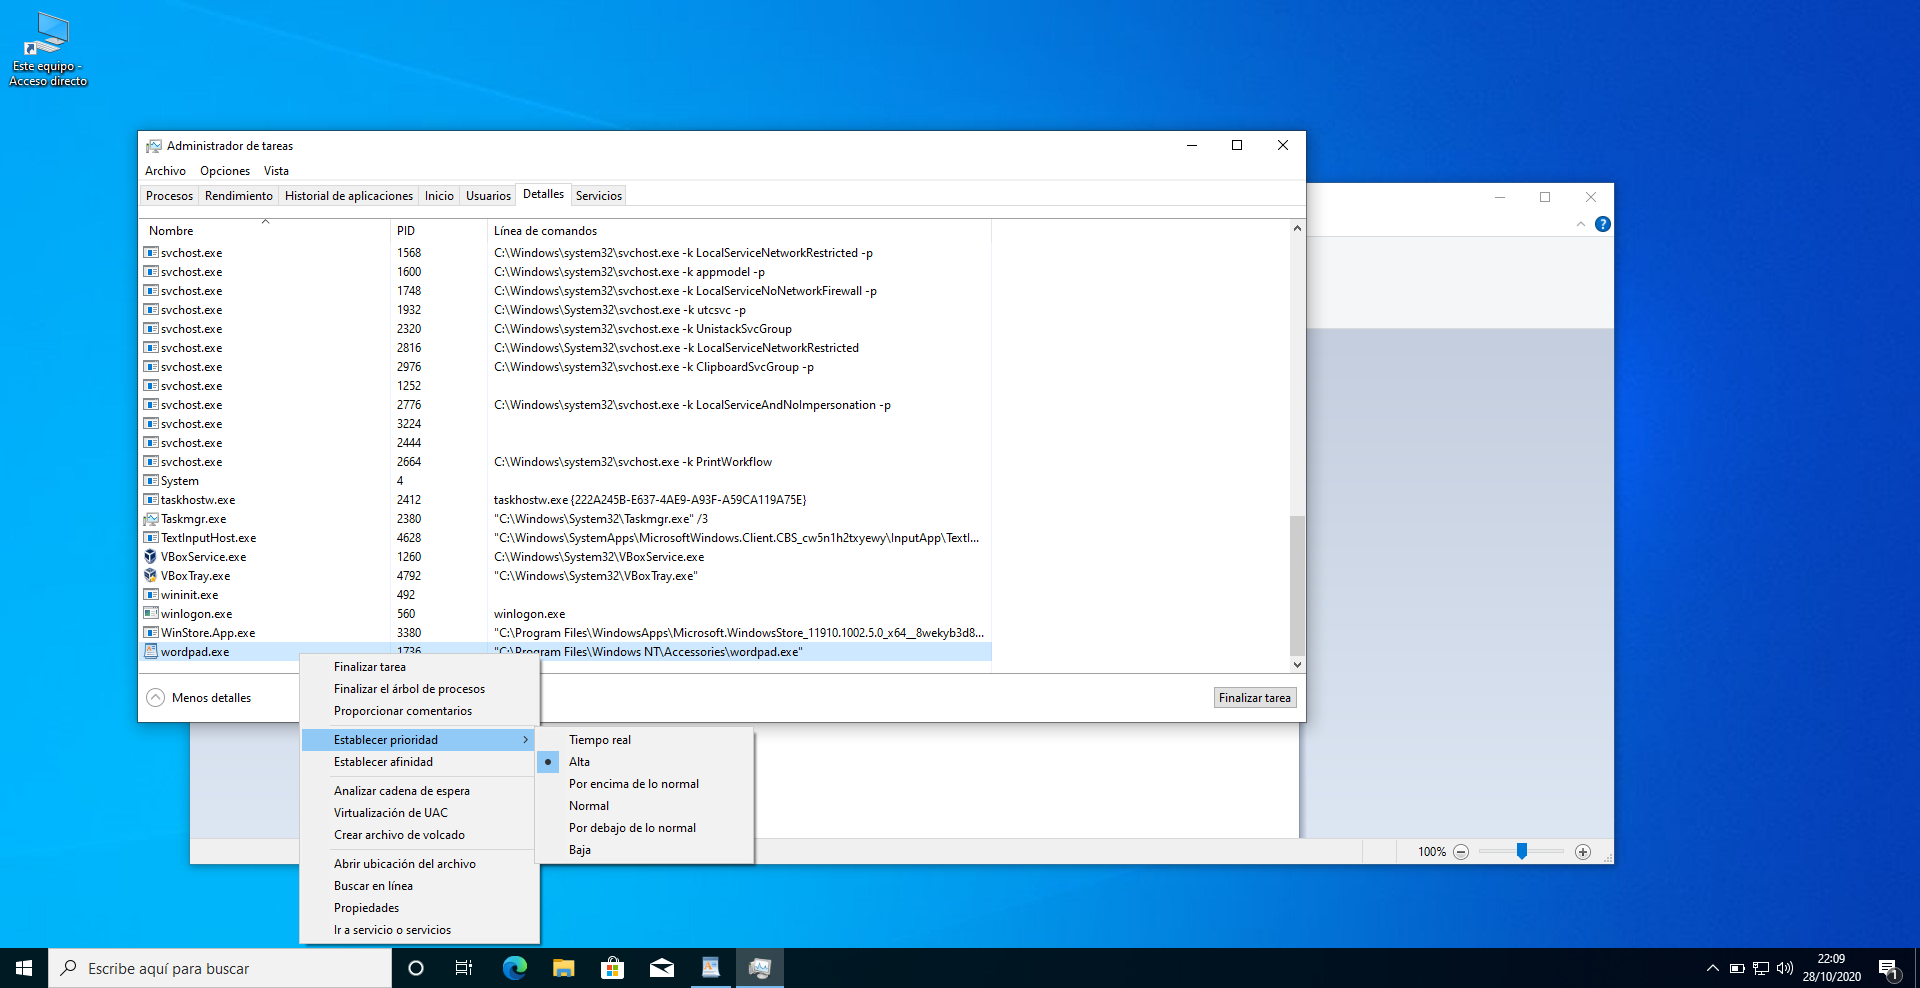 Este equipo -
Acceso directo
Administrador de tareas
Archivo Opciones Vista
Procesos Rendimiento Historial de aplicaciones Inicio Usuarios Detalles Servicios
Nombre PID Línea de comandos
svchost.exe 1568 C:\Windows\system32\svchost.exe -k LocalServiceNetworkRestricted -p
svchost.exe 1600 C:\Windows\system32\svchost.exe -k appmodel -p
svchost.exe 1748 C:\Windows\system32\svchost.exe -k LocalServiceNoNetworkFirewall -p
svchost.exe 1932 C:\Windows\System32\svchost.exe -k utcsvc -p
svchost.exe 2320 C:\Windows\system32\svchost.exe -k UnistackSvcGroup
svchost.exe 2816 C:\Windows\System32\svchost.exe -k LocalServiceNetworkRestricted
svchost.exe 2976 C:\Windows\system32\svchost.exe -k ClipboardSvcGroup -p
svchost.exe 1252
svchost.exe 2776 C:\Windows\system32\svchost.exe -k LocalServiceAndNoImpersonation -p
svchost.exe 3224
svchost.exe 2444
svchost.exe 2664 C:\Windows\system32\svchost.exe -k PrintWorkflow
System 4
taskhostw.exe 2412 taskhostw.exe {222A245B-E637-4AE9-A93F-A59CA119A75E}
Taskmgr.exe 2380 "C:\Windows\System32\Taskmgr.exe" /3
TextInputHost.exe 4628 "C:\Windows\SystemApps\MicrosoftWindows.Client.CBS_cw5n1h2txyewy\InputApp\TextI...
VBoxService.exe 1260 C:\Windows\System32\VBoxService.exe
VBoxTray.exe 4792 "C:\Windows\System32\VBoxTray.exe"
wininit.exe 492
winlogon.exe 560 winlogon.exe
WinStore.App.exe 3380 "C:\Program Files\WindowsApps\Microsoft.WindowsStore_11910.1002.5.0_x64__8wekyb3d8...
wordpad.exe 1736 "C:\Program Files\Windows NT\Accessories\wordpad.exe"
Menos detalles
Finalizar tarea
Finalizar tarea
Finalizar el árbol de procesos
Proporcionar comentarios
Establecer prioridad
Establecer afinidad
Analizar cadena de espera
Virtualización de UAC
Crear archivo de volcado
Abrir ubicación del archivo
Buscar en línea
Propiedades
Ir a servicio o servicios
Tiempo real
Alta
Por encima de lo normal
Normal
Por debajo de lo normal
Baja
100%
Escribe aquí para buscar
22:09
28/10/2020
1